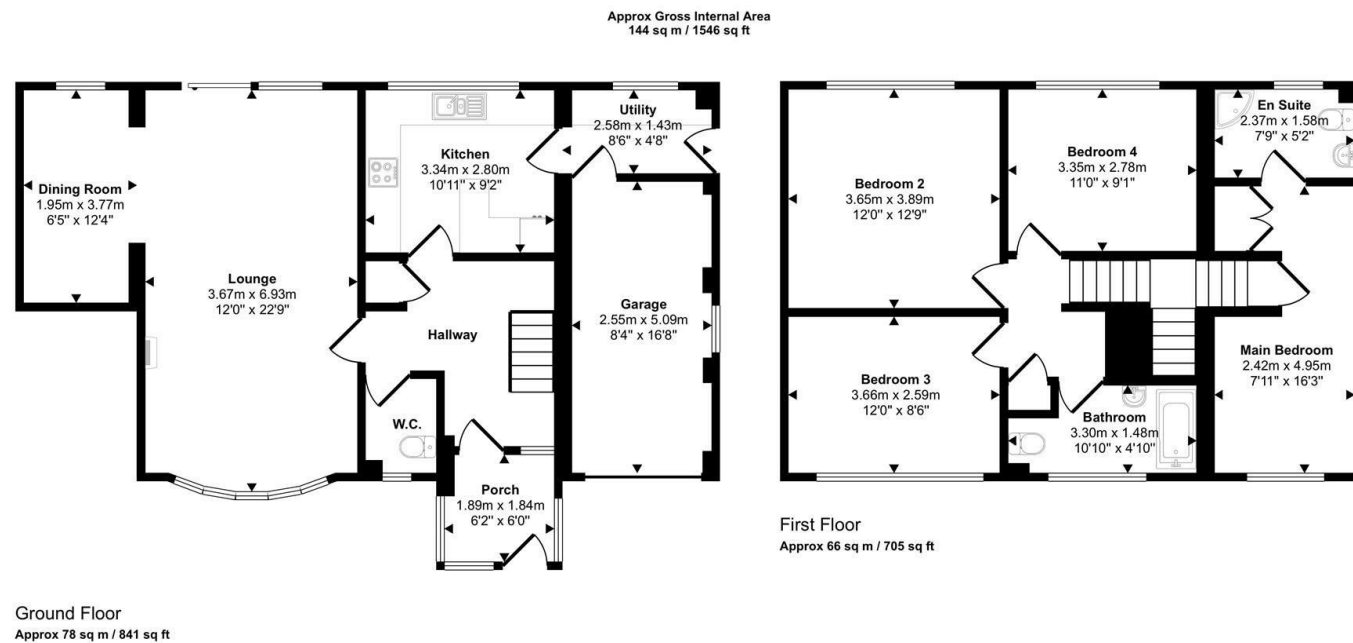 Approx Gross Internal Area
144 sq m / 1546 sq ft
Dining Room
1.95m x 3.77m
6'5" x 12'4"
Lounge
3.67m x 6.93m
12'0" x 22'9"
Kitchen
3.34m x 2.80m
10'11" x 9'2"
Utility
2.58m x 1.43m
8'6" x 4'8"
Hallway
Garage
2.55m x 5.09m
8'4" x 16'8"
W.C.
Porch
1.89m x 1.84m
6'2" x 6'0"
Ground Floor
Approx 78 sq m / 841 sq ft
Bedroom 2
3.65m x 3.89m
12'0" x 12'9"
Bedroom 4
3.35m x 2.78m
11'0" x 9'1"
En Suite
2.37m x 1.58m
7'9" x 5'2"
Bedroom 3
3.66m x 2.59m
12'0" x 8'6"
Bathroom
3.30m x 1.48m
10'10" x 4'10"
Main Bedroom
2.42m x 4.95m
7'11" x 16'3"
First Floor
Approx 66 sq m / 705 sq ft